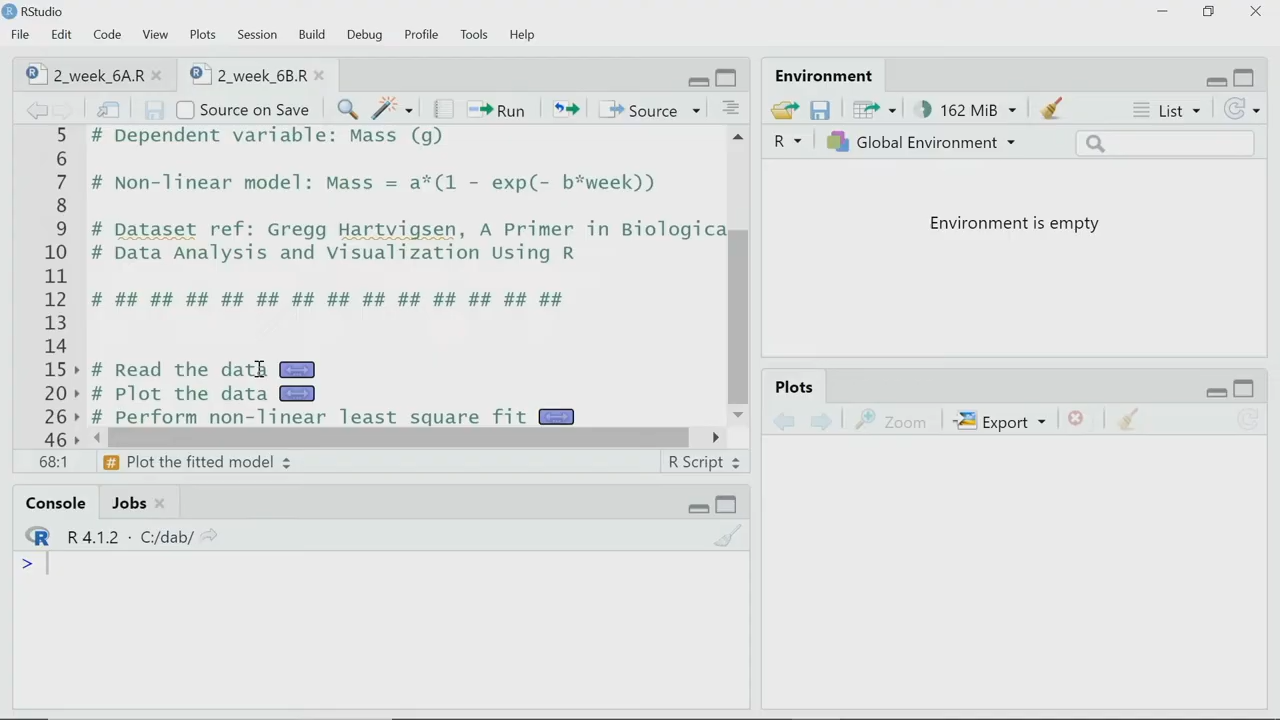 RStudio
File Edit Code View Plots Session Build Debug Profile Tools Help
2_week_6A.R 2_week_6B.R
Source on Save Run Source
5 # Dependent variable: Mass (g)
6
7 # Non-linear model: Mass = a*(1 - exp(- b*week))
8
9 # Dataset ref: Gregg Hartvigsen, A Primer in Biologica
10 # Data Analysis and Visualization Using R
11
12 # ## ## ## ## ## ## ## ## ## ## ## ##
13
14
15 # Read the data
20 # Plot the data
26 # Perform non-linear least square fit
46
68:1 # Plot the fitted model R Script
Console Jobs
R R 4.1.2 · C:/dab/
>
Environment
162 MiB List
R Global Environment
Environment is empty
Plots
Zoom Export